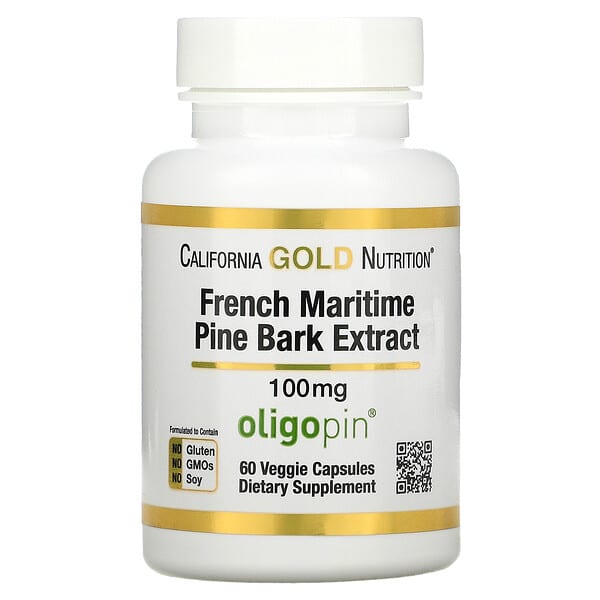 CALIFORNIA GOLD NUTRITION®
French Maritime
Pine Bark Extract
100mg
oligopin®
Formulated to Contain
NO Gluten
NO GMOs
NO Soy
60 Veggie Capsules
Dietary Supplement